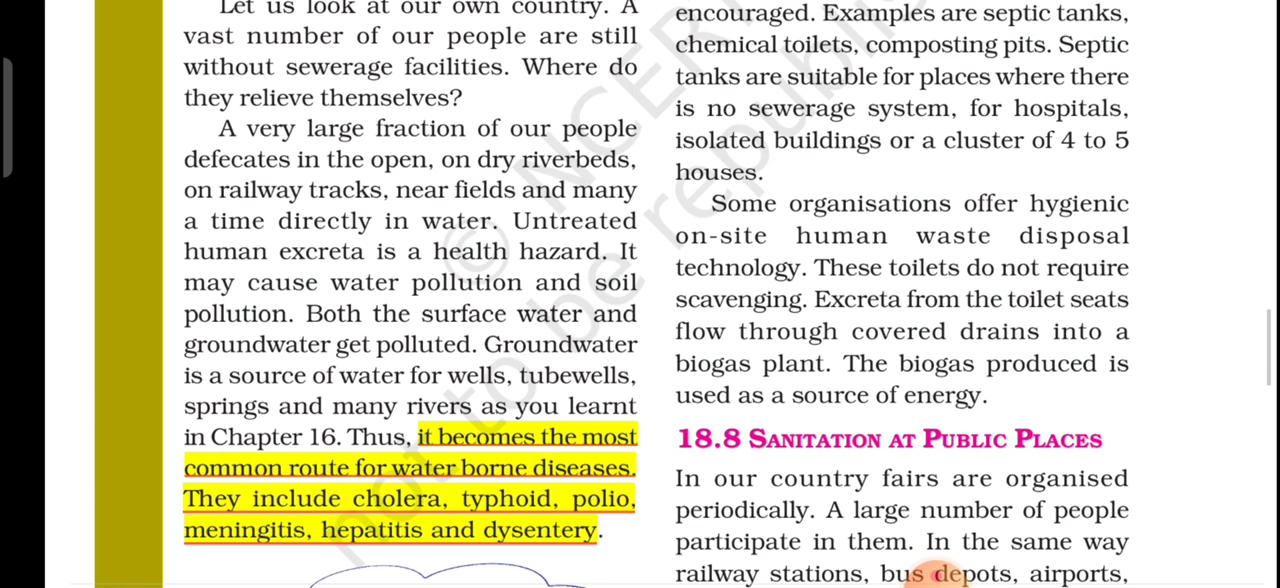 Let us look at our own country. A
vast number of our people are still
without sewerage facilities. Where do
they relieve themselves?
A very large fraction of our people
defecates in the open, on dry riverbeds,
on railway tracks, near fields and many
a time directly in water. Untreated
human excreta is a health hazard. It
may cause water pollution and soil
pollution. Both the surface water and
groundwater get polluted. Groundwater
is a source of water for wells, tubewells,
springs and many rivers as you learnt
in Chapter 16. Thus, it becomes the most
common route for water borne diseases.
They include cholera, typhoid, polio,
meningitis, hepatitis and dysentery.
encouraged. Examples are septic tanks,
chemical toilets, composting pits. Septic
tanks are suitable for places where there
is no sewerage system, for hospitals,
isolated buildings or a cluster of 4 to 5
houses.
Some organisations offer hygienic
on-site human waste disposal
technology. These toilets do not require
scavenging. Excreta from the toilet seats
flow through covered drains into a
biogas plant. The biogas produced is
used as a source of energy.
18.8 SANITATION AT PUBLIC PLACES
In our country fairs are organised
periodically. A large number of people
participate in them. In the same way
railway stations, bus depots, airports,
© NCERT
not to be republis